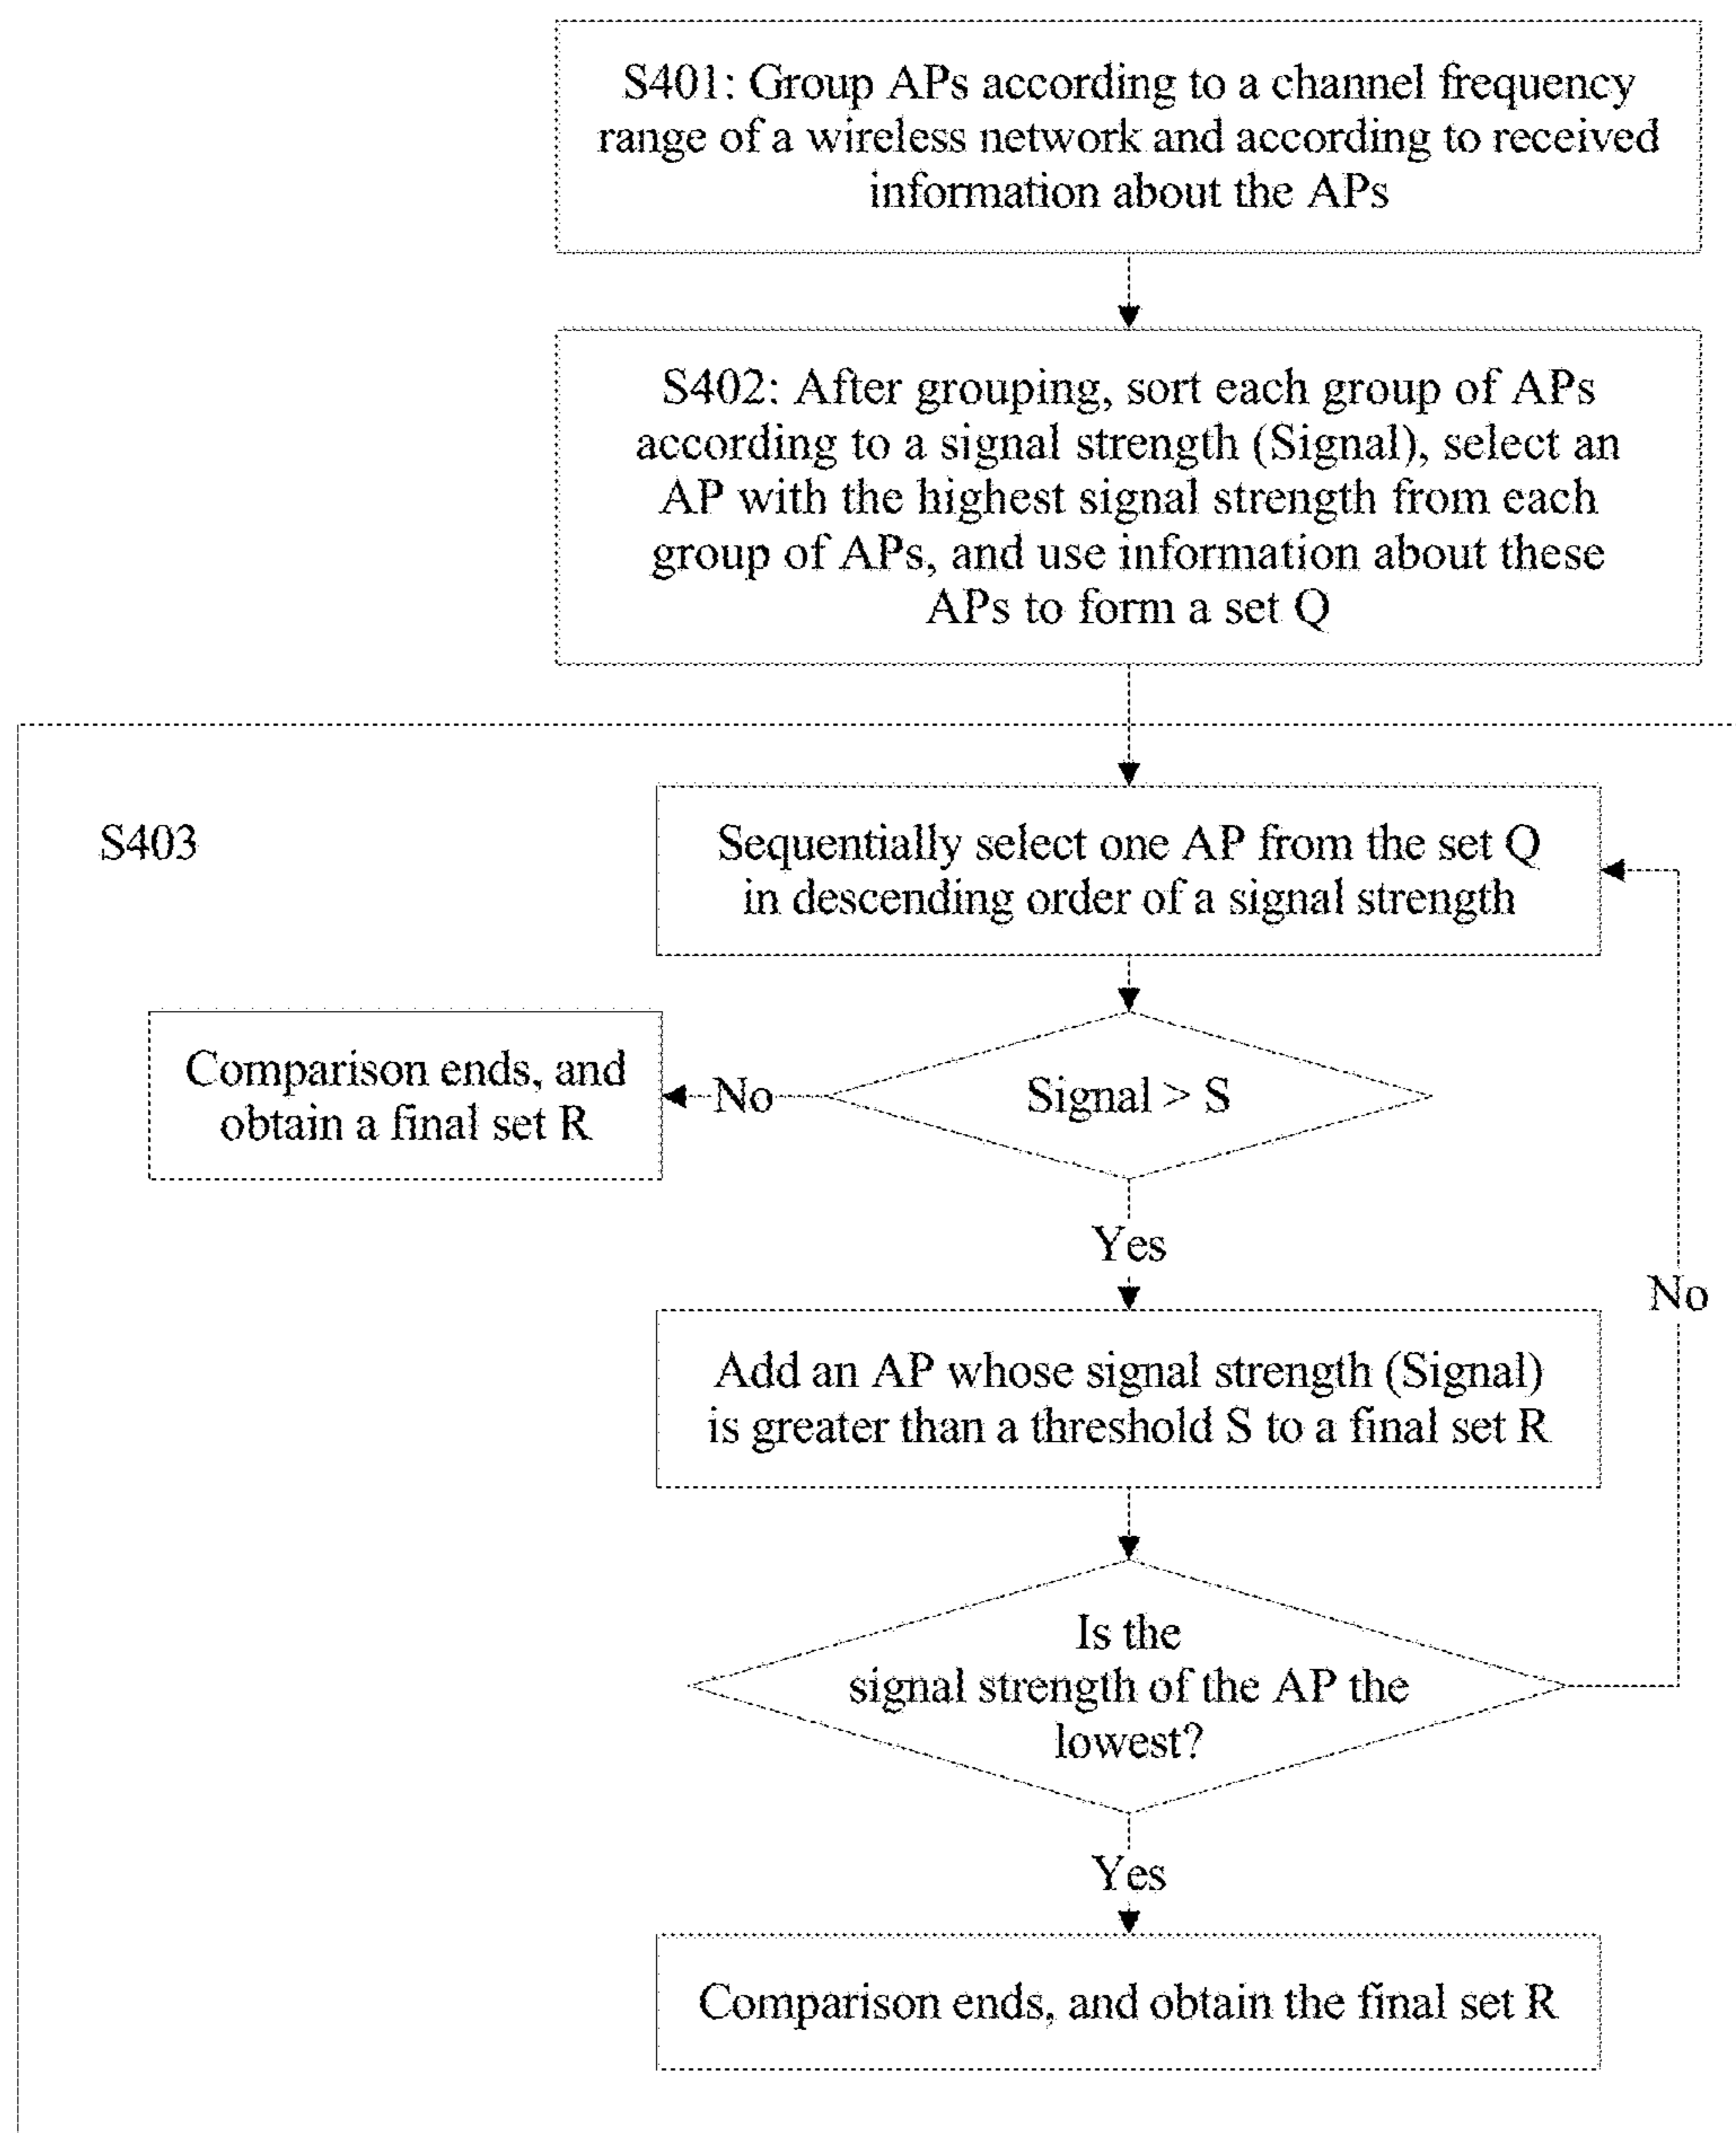 S401: Group APs according to a channel frequency
range of a wireless network and according to received
information about the APs
S402: After grouping, sort each group of APs
according to a signal strength (Signal), select an
AP with the highest signal strength from each
group of APs, and use information about these
APs to form a set Q
S403
Sequentially select one AP from the set Q
in descending order of a signal strength
Signal > S
No
Comparison ends, and
obtain a final set R
Yes
Add an AP whose signal strength (Signal)
is greater than a threshold S to a final set R
Is the
signal strength of the AP the
lowest?
No
Yes
Comparison ends, and obtain the final set R